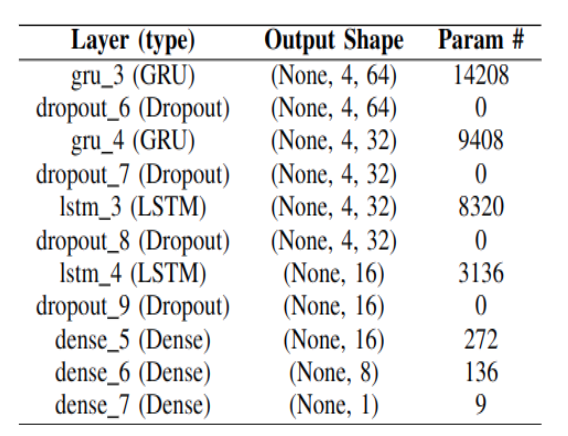 Layer (type) Output Shape Param #
gru_3 (GRU) (None, 4, 64) 14208
dropout_6 (Dropout) (None, 4, 64) 0
gru_4 (GRU) (None, 4, 32) 9408
dropout_7 (Dropout) (None, 4, 32) 0
lstm_3 (LSTM) (None, 4, 32) 8320
dropout_8 (Dropout) (None, 4, 32) 0
lstm_4 (LSTM) (None, 16) 3136
dropout_9 (Dropout) (None, 16) 0
dense_5 (Dense) (None, 16) 272
dense_6 (Dense) (None, 8) 136
dense_7 (Dense) (None, 1) 9